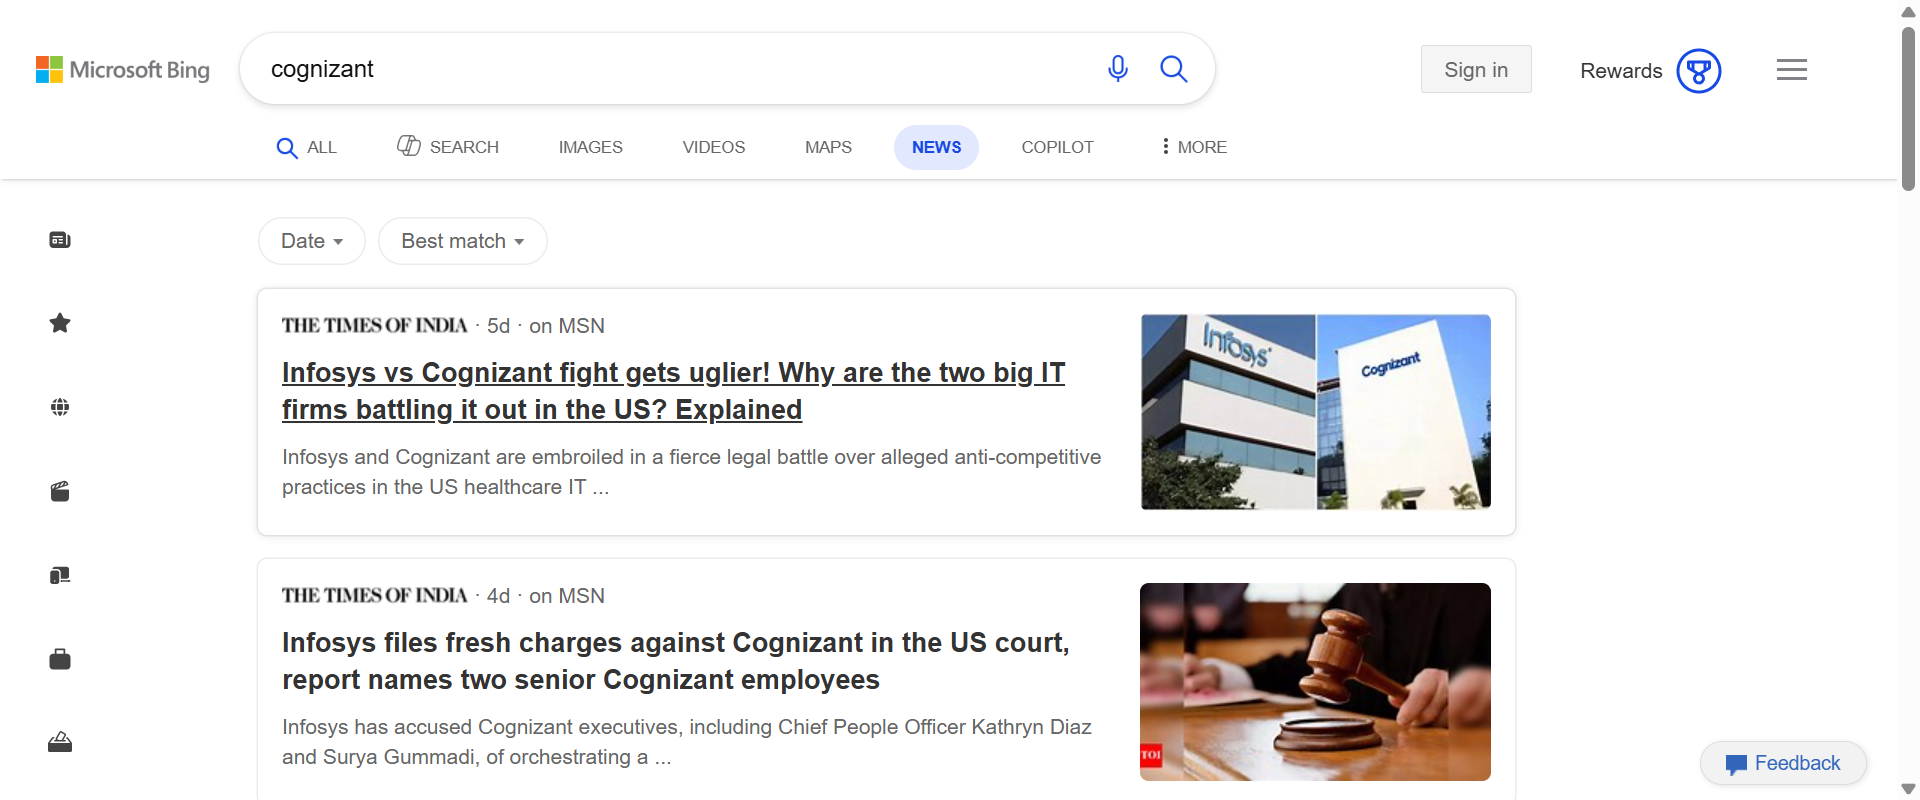 Microsoft Bing
cognizant
Sign in
Rewards
ALL
SEARCH
IMAGES
VIDEOS
MAPS
NEWS
COPILOT
MORE
Date
Best match
THE TIMES OF INDIA · 5d · on MSN
Infosys vs Cognizant fight gets uglier! Why are the two big IT
firms battling it out in the US? Explained
Infosys and Cognizant are embroiled in a fierce legal battle over alleged anti-competitive
practices in the US healthcare IT ...
Infosys
Cognizant
THE TIMES OF INDIA · 4d · on MSN
Infosys files fresh charges against Cognizant in the US court,
report names two senior Cognizant employees
Infosys has accused Cognizant executives, including Chief People Officer Kathryn Diaz
and Surya Gummadi, of orchestrating a ...
TOI
Feedback